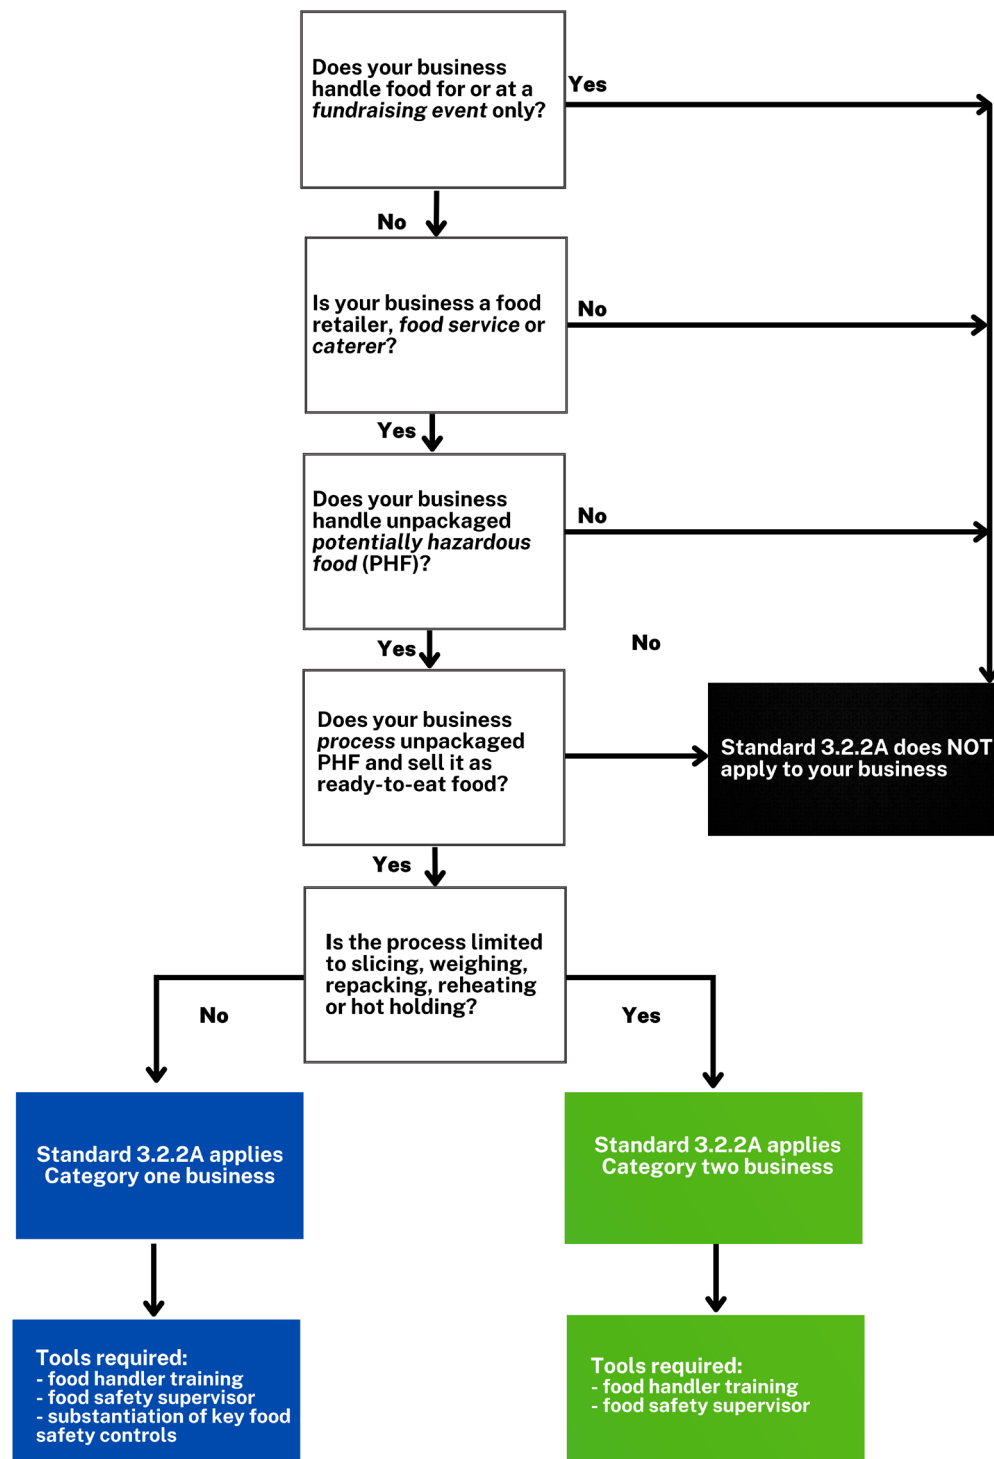 Does your business
handle food for or at a
fundraising event only?
Yes
No
Is your business a food
retailer, food service or
caterer?
No
Yes
Does your business
handle unpackaged
potentially hazardous
food (PHF)?
No
Yes
No
Does your business
process unpackaged
PHF and sell it as
ready-to-eat food?
Standard 3.2.2A does NOT
apply to your business
Yes
Is the process limited
to slicing, weighing,
repacking, reheating
or hot holding?
No
Yes
Standard 3.2.2A applies
Category one business
Standard 3.2.2A applies
Category two business
Tools required:
- food handler training
- food safety supervisor
- substantiation of key food
safety controls
Tools required:
- food handler training
- food safety supervisor